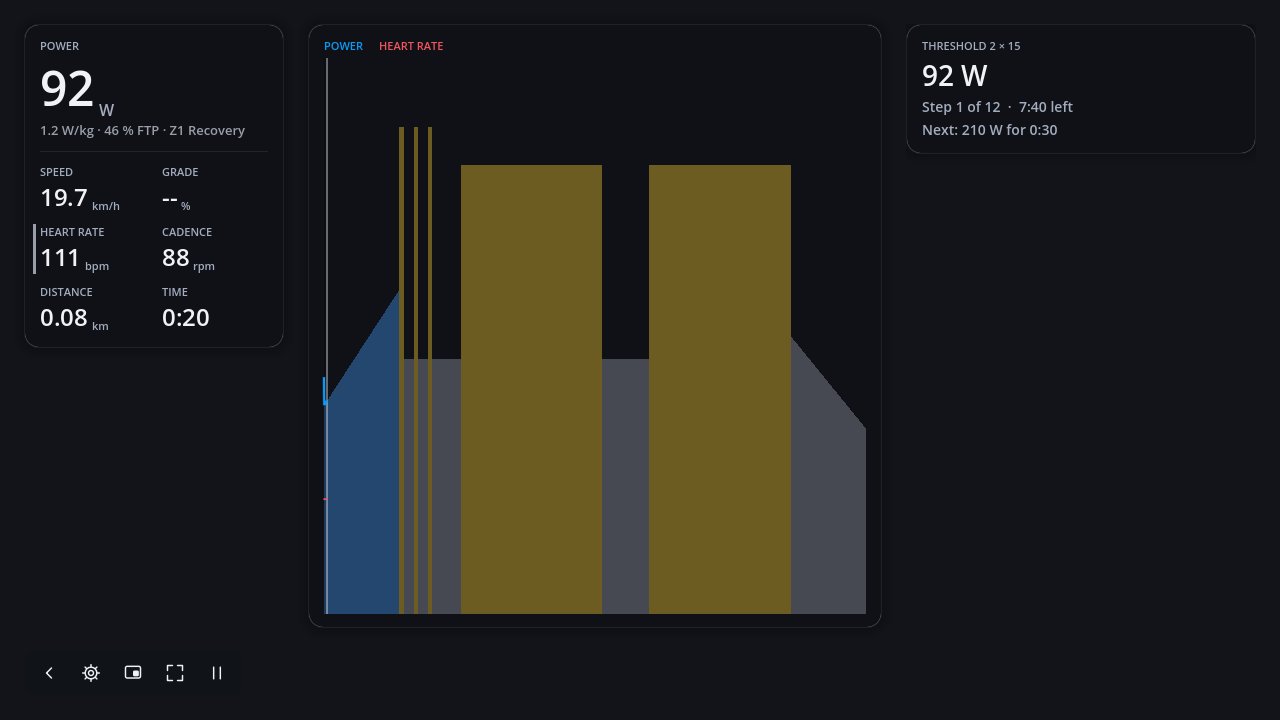 POWER
92 W
1.2 W/kg · 46 % FTP · Z1 Recovery
SPEED GRADE
19.7 km/h -- %
HEART RATE CADENCE
111 bpm 88 rpm
DISTANCE TIME
0.08 km 0:20
POWER HEART RATE
THRESHOLD 2 × 15
92 W
Step 1 of 12 · 7:40 left
Next: 210 W for 0:30